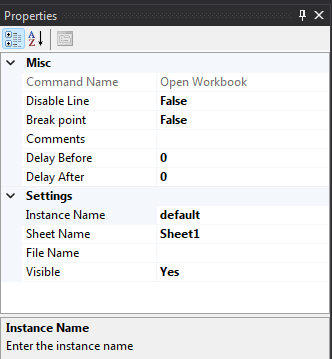 Properties
Misc
Command Name Open Workbook
Disable Line False
Break point False
Comments
Delay Before 0
Delay After 0
Settings
Instance Name default
Sheet Name Sheet1
File Name
Visible Yes
Instance Name
Enter the instance name